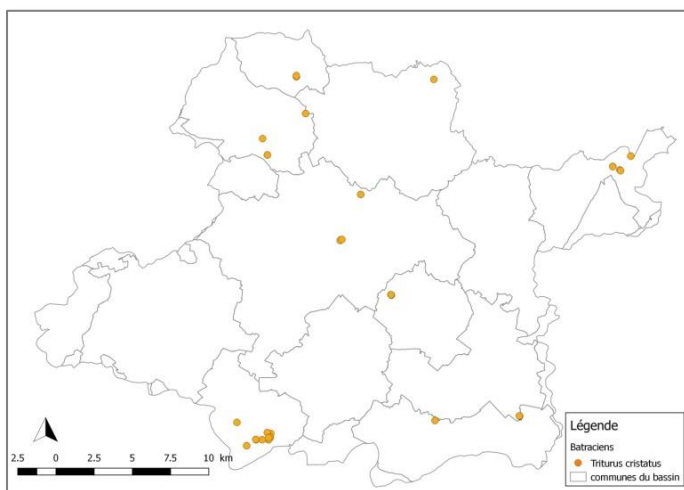 2.5 0 2.5 5 7.5 10 km
Légende
Batraciens
Triturus cristatus
communes du bassin